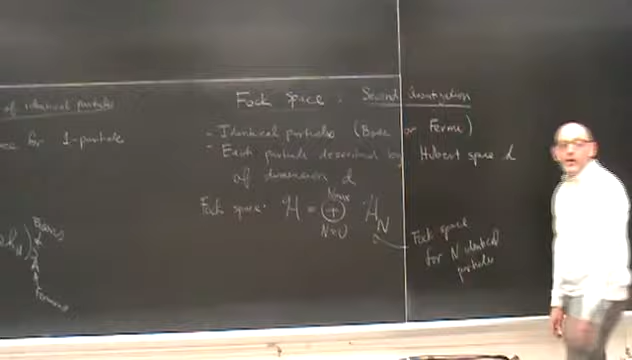 of identical particles
for 1-particle
Bosons
Fermions
Fock Space : Second Quantization
- Identical particles (Bose or Fermi)
- Each particle described by Hilbert space h
of dimension d
Fock space: H = ⊕ H_N
N=0
Fock space
for N identical
particles